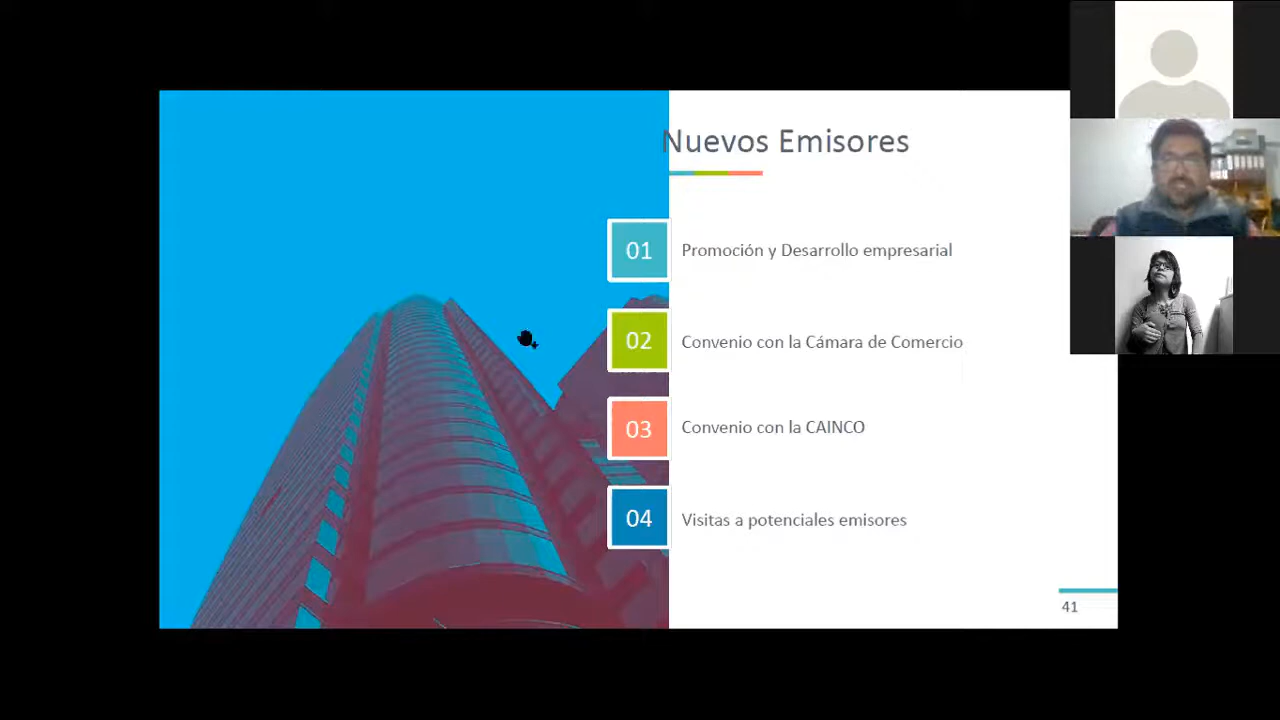 Nuevos Emisores
01 Promoción y Desarrollo empresarial
02 Convenio con la Cámara de Comercio
03 Convenio con la CAINCO
04 Visitas a potenciales emisores
41